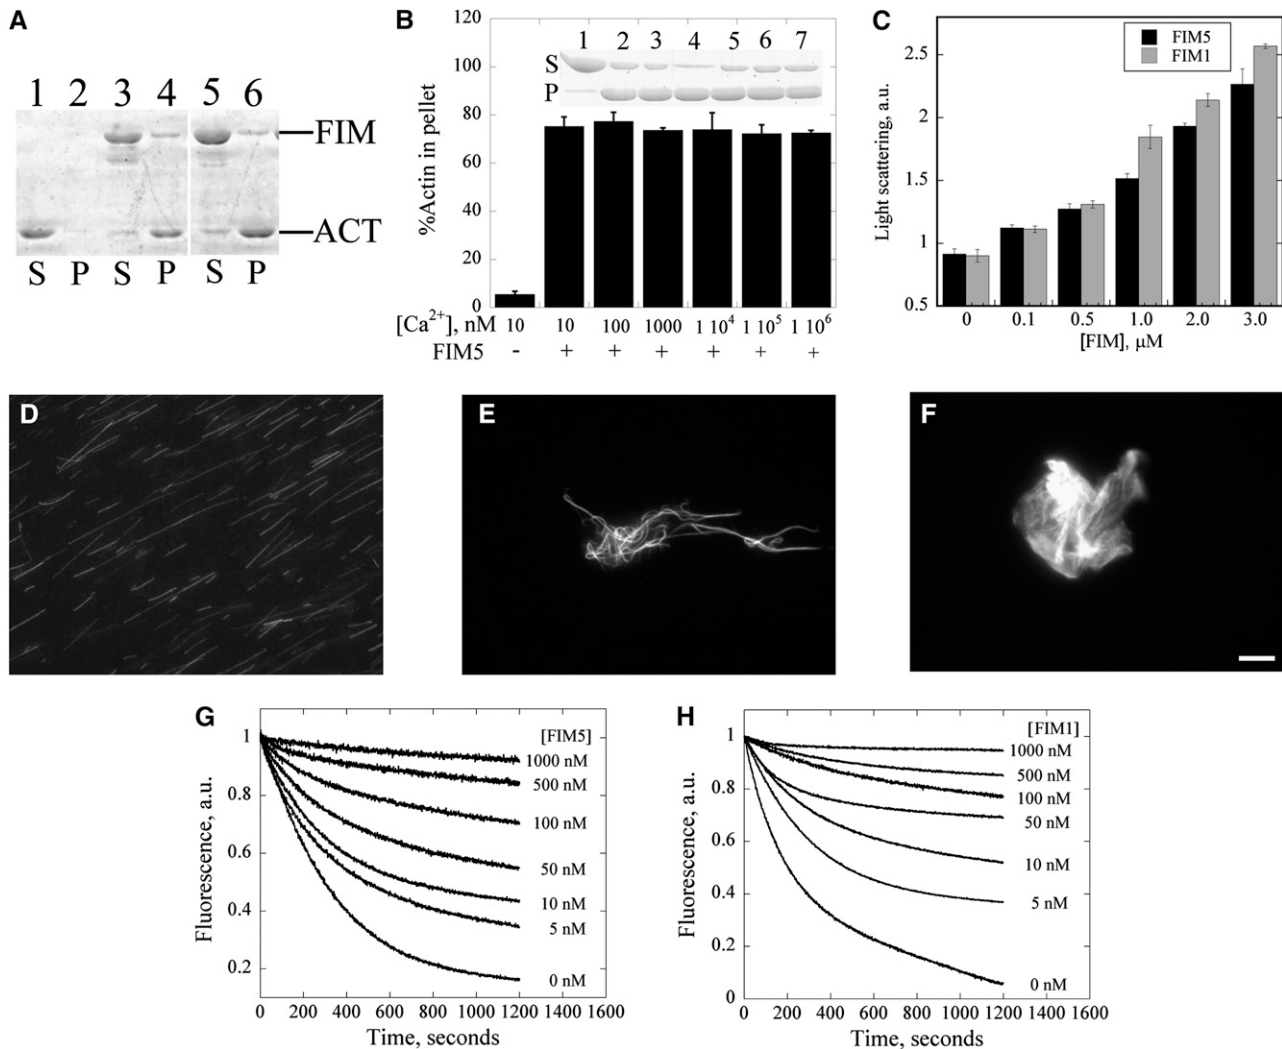 A
1 2 3 4 5 6
FIM
ACT
S P S P S P
B
%Actin in pellet
120
100
80
60
40
20
0
1 2 3 4 5 6 7
S
P
[Ca²⁺], nM 10 10 100 1000 1 10⁴ 1 10⁵ 1 10⁶
FIM5 - + + + + + +
C
Light scattering, a.u.
2.5
2
1.5
1
0.5
FIM5
FIM1
0 0.1 0.5 1.0 2.0 3.0
[FIM], μM
D
E
F
G
Fluorescence, a.u.
1
0.8
0.6
0.4
0.2
[FIM5]
1000 nM
500 nM
100 nM
50 nM
10 nM
5 nM
0 nM
0 200 400 600 800 1000 1200 1400 1600
Time, seconds
H
Fluorescence, a.u.
1
0.8
0.6
0.4
0.2
0
[FIM1]
1000 nM
500 nM
100 nM
50 nM
10 nM
5 nM
0 nM
0 200 400 600 800 1000 1200 1400 1600
Time, seconds